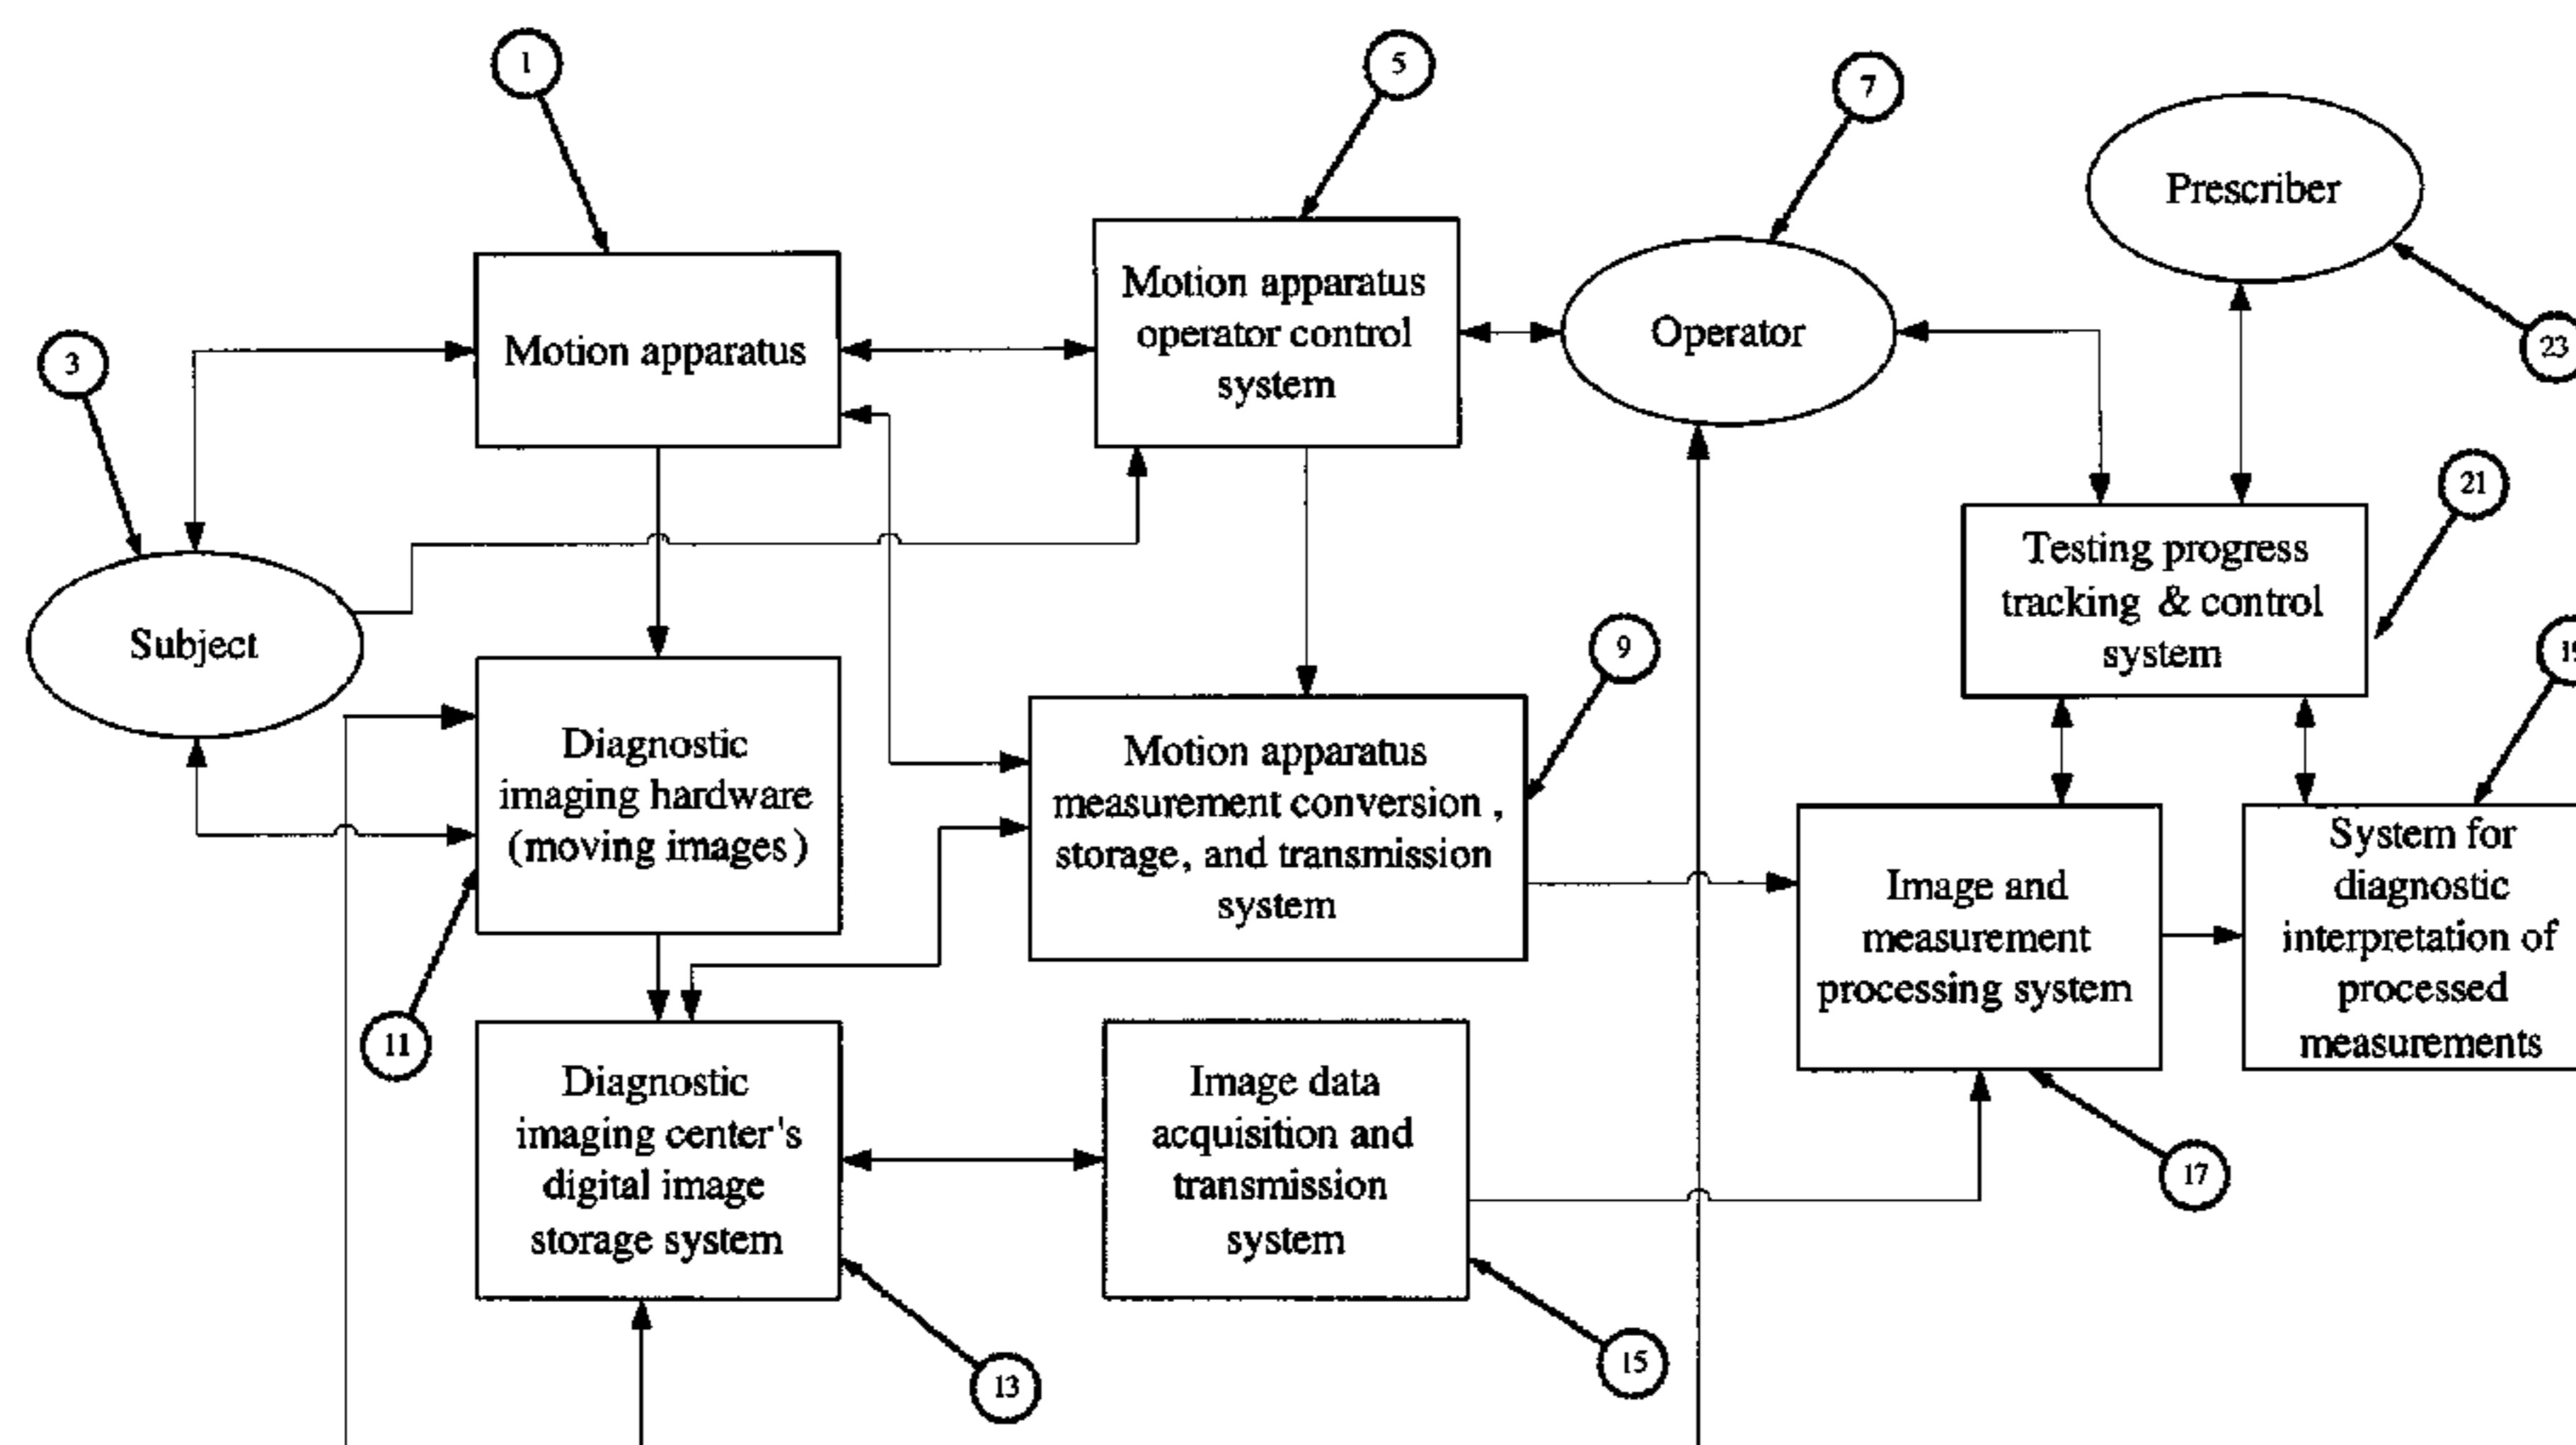 1
5
7
Prescriber
Motion apparatus
operator control
system
Operator
Motion apparatus
3
23
21
Testing progress
tracking & control
system
Subject
9
Diagnostic
imaging hardware
(moving images)
Motion apparatus
measurement conversion ,
storage, and transmission
system
Image and
measurement
processing system
System for
diagnostic
interpretation of
processed
measurements
11
Diagnostic
imaging center's
digital image
storage system
Image data
acquisition and
transmission
system
17
13
15